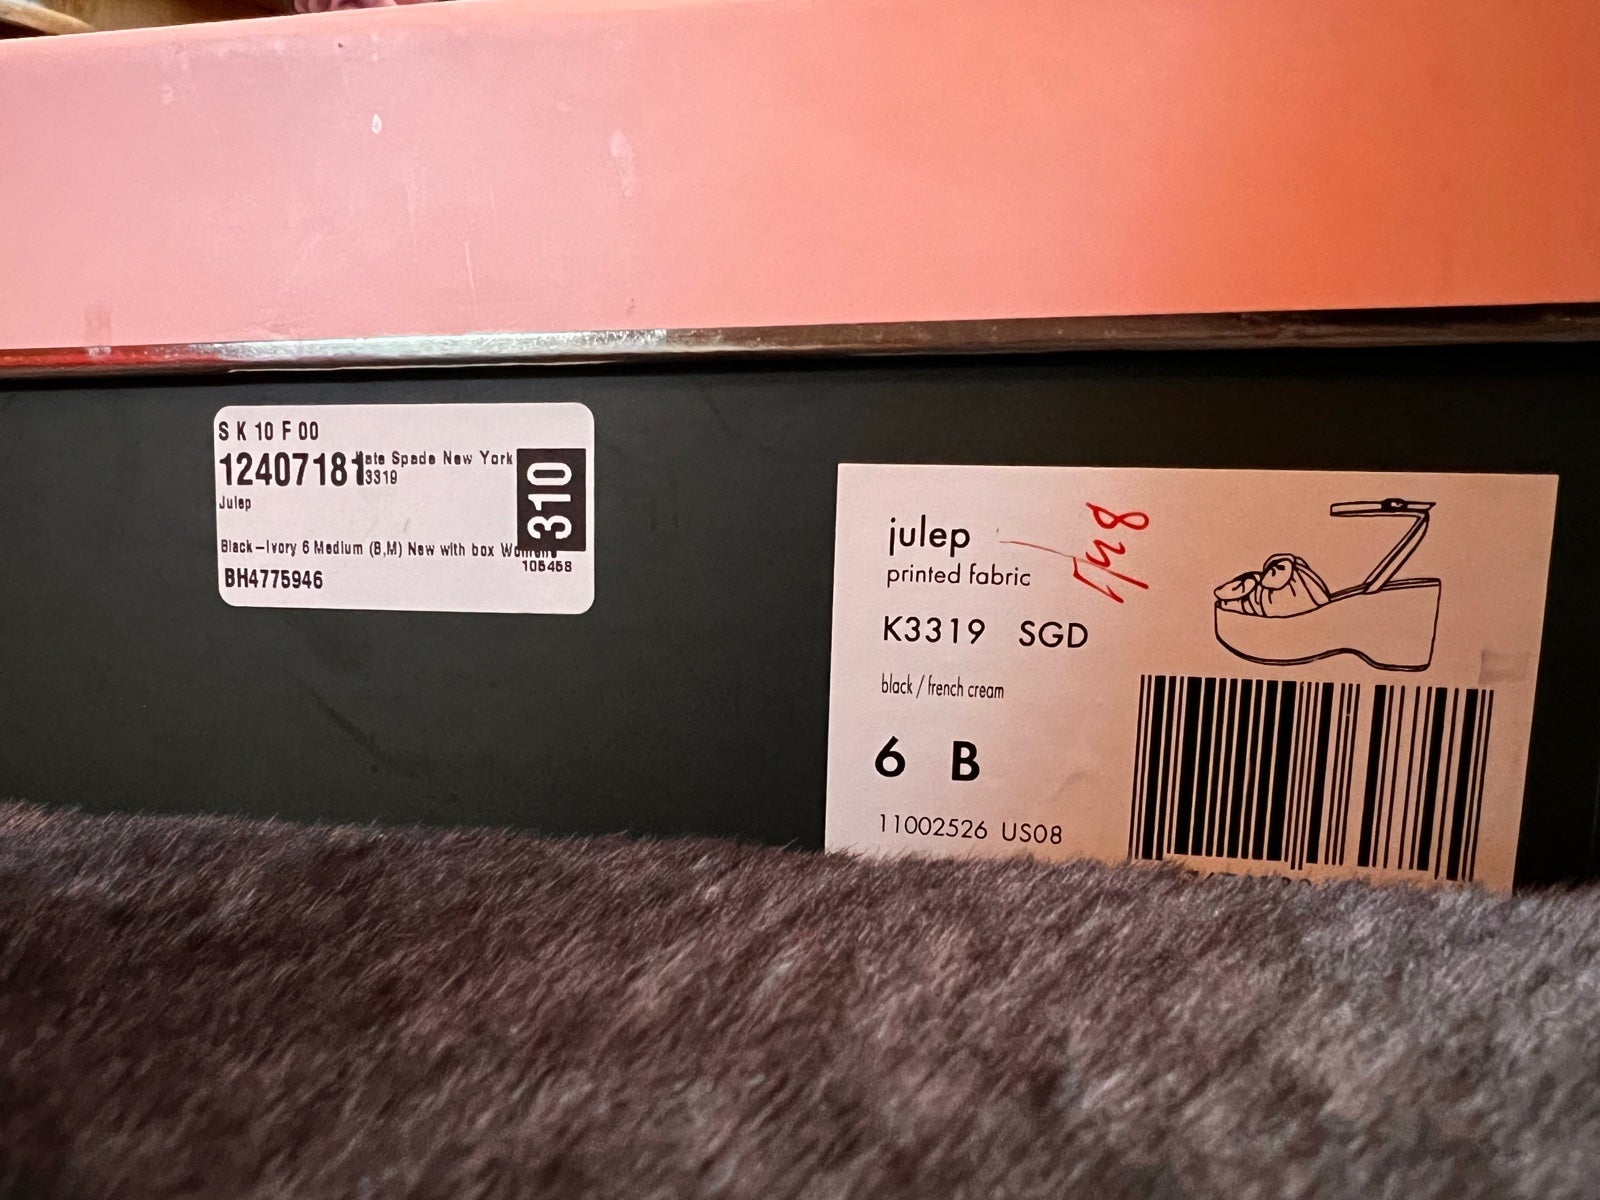 S K 10 F 00
12407181 Kate Spade New York
3319
Julep
310
Black-Ivory 6 Medium (B,M) New with box Women's
105458
BH4775946
julep
printed fabric
K3319 SGD
black / french cream
6 B
11002526 US08